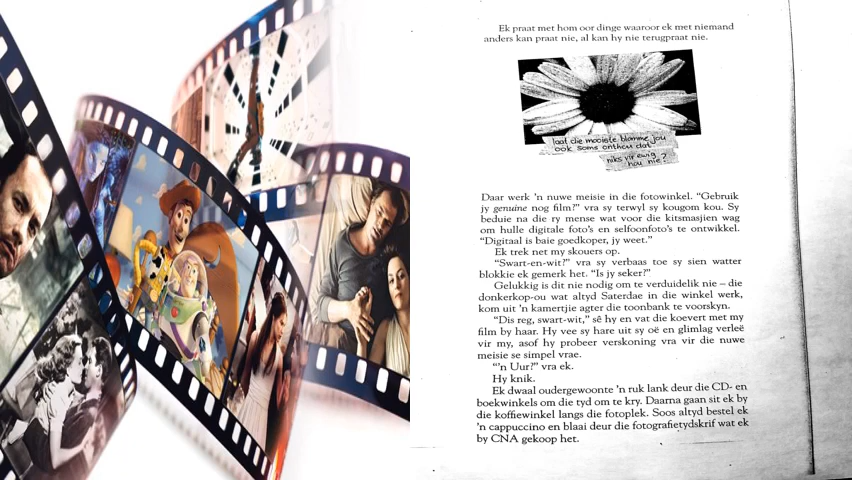 Ek praat met hom oor dinge waaroor ek met niemand
anders kan praat nie, al kan hy nie terugpraat nie.
laat die mooiste blomme jou
ook soms onthou dat
niks vir ewig
hou nie?
Daar werk 'n nuwe meisie in die fotowinkel. “Gebruik
jy genuine nog film?” vra sy terwyl sy kougom kou. Sy
beduie na die ry mense wat voor die kitsmasjien wag
om hulle digitale foto's en selfoonfoto's te ontwikkel.
“Digitaal is baie goedkoper, jy weet.”
Ek trek net my skouers op.
“Swart-en-wit?” vra sy verbaas toe sy sien watter
blokkie ek gemerk het. “Is jy seker?”
Gelukkig is dit nie nodig om te verduidelik nie – die
donkerkop-ou wat altyd Saterdae in die winkel werk,
kom uit 'n kamertjie agter die toonbank te voorskyn.
“Dis reg, swart-wit,” sê hy en vat die koevert met my
film by haar. Hy vee sy hare uit sy oë en glimlag verleë
vir my, asof hy probeer verskoning vra vir die nuwe
meisie se simpel vrae.
“'n Uur?” vra ek.
Hy knik.
Ek dwaal oudergewoonte 'n ruk lank deur die CD- en
boekwinkels om die tyd om te kry. Daarna gaan sit ek by
die koffiewinkel langs die fotoplek. Soos altyd bestel ek
'n cappuccino en blaai deur die fotografietydskrif wat ek
by CNA gekoop het.